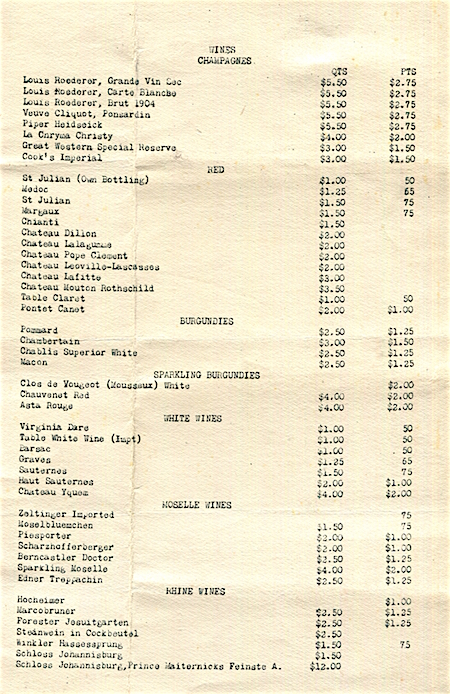 WINES
CHAMPAGNES
QTS PTS
Louis Roederer, Grande Vin Sec $5.50 $2.75
Louis Roederer, Carte Blanche $5.50 $2.75
Louis Roederer, Brut 1904 $5.50 $2.75
Veuve Cliquot, Ponsardin $5.50 $2.75
Piper Heidseick $5.50 $2.75
La Chryma Christy $4.00 $2.00
Great Western Special Reserve $3.00 $1.50
Cook's Imperial $3.00 $1.50
RED
St Julian (Own Bottling) $1.00 50
Medoc $1.25 65
St Julian $1.50 75
Margaux $1.50 75
Chianti $1.50
Chateau Dillon $2.00
Chateau Lalagumme $2.00
Chateau Pope Clement $2.00
Chateau Leoville-Lascasses $2.00
Chateau Lafitte $3.00
Chateau Mouton Rothschild $3.50
Table Claret $1.00 50
Pontet Canet $2.00 $1.00
BURGUNDIES
Pommard $2.50 $1.25
Chambertain $3.00 $1.50
Chablis Superior White $2.50 $1.25
Macon $2.50 $1.25
SPARKLING BURGUNDIES
Clos de Vougeot (Mousseaux) White $2.00
Chauvenet Red $4.00 $2.00
Asta Rouge $4.00 $2.00
WHITE WINES
Virginia Dare $1.00 50
Table White Wine (Impt) $1.00 50
Barsac $1.00 50
Graves $1.25 65
Sauternes $1.50 75
Haut Sauternes $2.00 $1.00
Chateau Yquem $4.00 $2.00
MOSELLE WINES
Zeltinger Imported 75
Moselbluemchen $1.50 75
Piesporter $2.00 $1.00
Scharzhofferberger $2.00 $1.00
Berncastler Doctor $3.50 $1.25
Sparkling Moselle $4.00 $2.00
Edner Treppachin $2.50 $1.25
RHINE WINES
Hocheimer $1.00
Marcobruner $2.50 $1.25
Forester Jesuitgarten $2.50 $1.25
Steinwein in Cockbeutel $2.50
Winkler Hassessprung $1.50 75
Schloss Johannisburg $1.50
Schloss Johannisburg,Prince Maiternicks Feinste A. $12.00